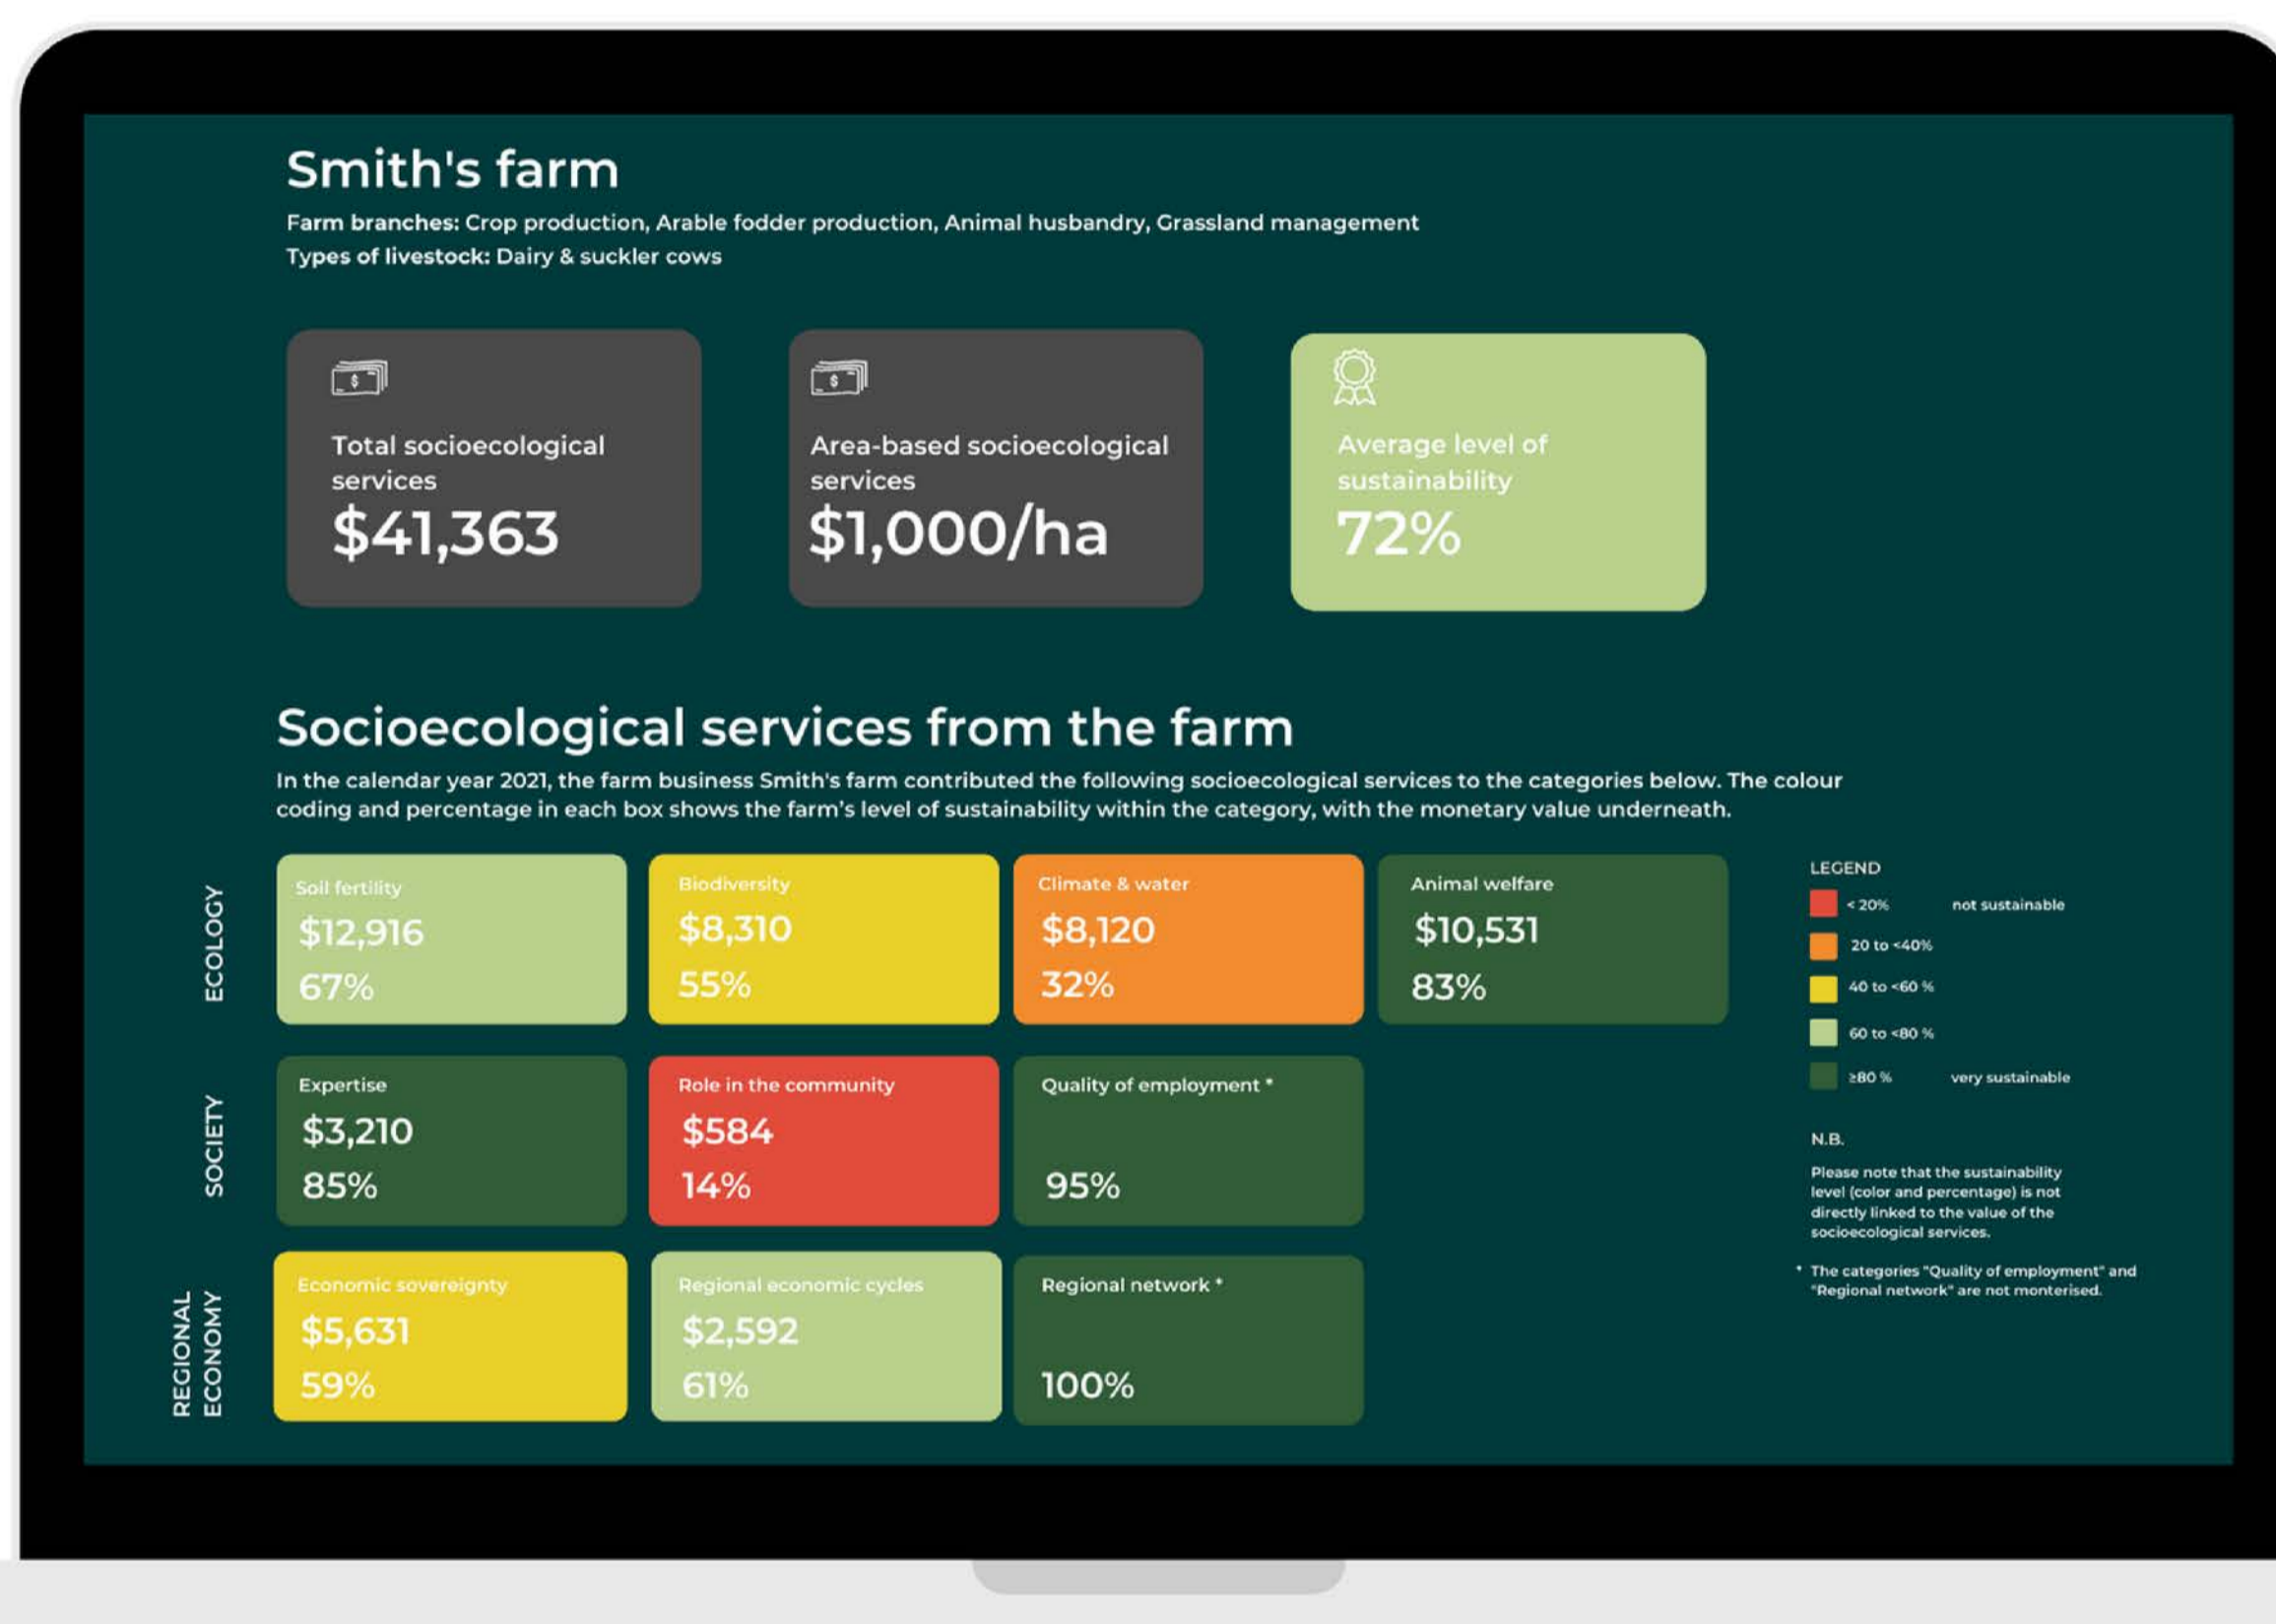 Smith's farm
Farm branches: Crop production, Arable fodder production, Animal husbandry, Grassland management
Types of livestock: Dairy & suckler cows
Total socioecological
services
$41,363
Area-based socioecological
services
$1,000/ha
Average level of
sustainability
72%
Socioecological services from the farm
In the calendar year 2021, the farm business Smith's farm contributed the following socioecological services to the categories below. The colour
coding and percentage in each box shows the farm's level of sustainability within the category, with the monetary value underneath.
ECOLOGY
Soil fertility
$12,916
67%
Biodiversity
$8,310
55%
Climate & water
$8,120
32%
Animal welfare
$10,531
83%
SOCIETY
Expertise
$3,210
85%
Role in the community
$584
14%
Quality of employment *
95%
REGIONAL
ECONOMY
Economic sovereignty
$5,631
59%
Regional economic cycles
$2,592
61%
Regional network *
100%
LEGEND
< 20% not sustainable
20 to <40%
40 to <60 %
60 to <80 %
≥80 % very sustainable
N.B.
Please note that the sustainability
level (color and percentage) is not
directly linked to the value of the
socioecological services.
* The categories "Quality of employment" and
"Regional network" are not monterised.